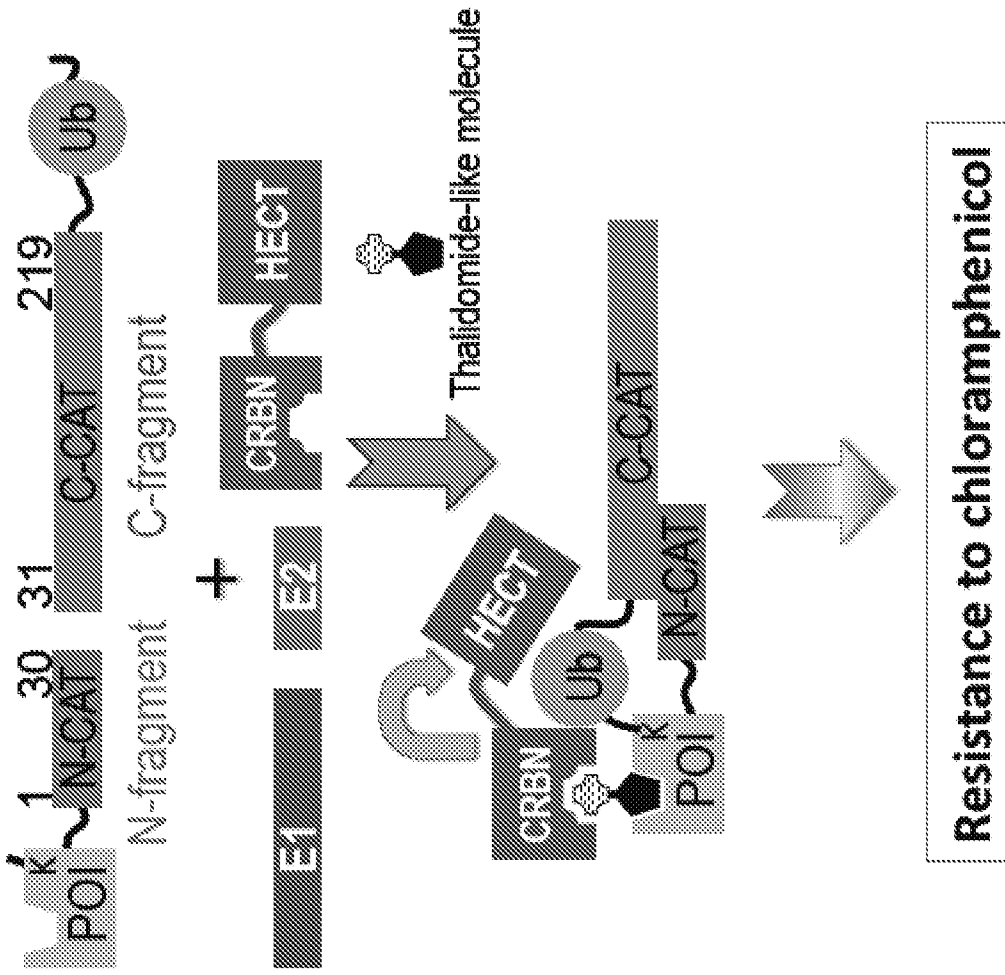 1 30 31 219
K
POI N-CAT C-CAT Ub
N-fragment C-fragment
+
E1 E2 CRBN HECT
Thalidomide-like molecule
HECT
CRBN Ub C-CAT
K
POI N-CAT
Resistance to chloramphenicol